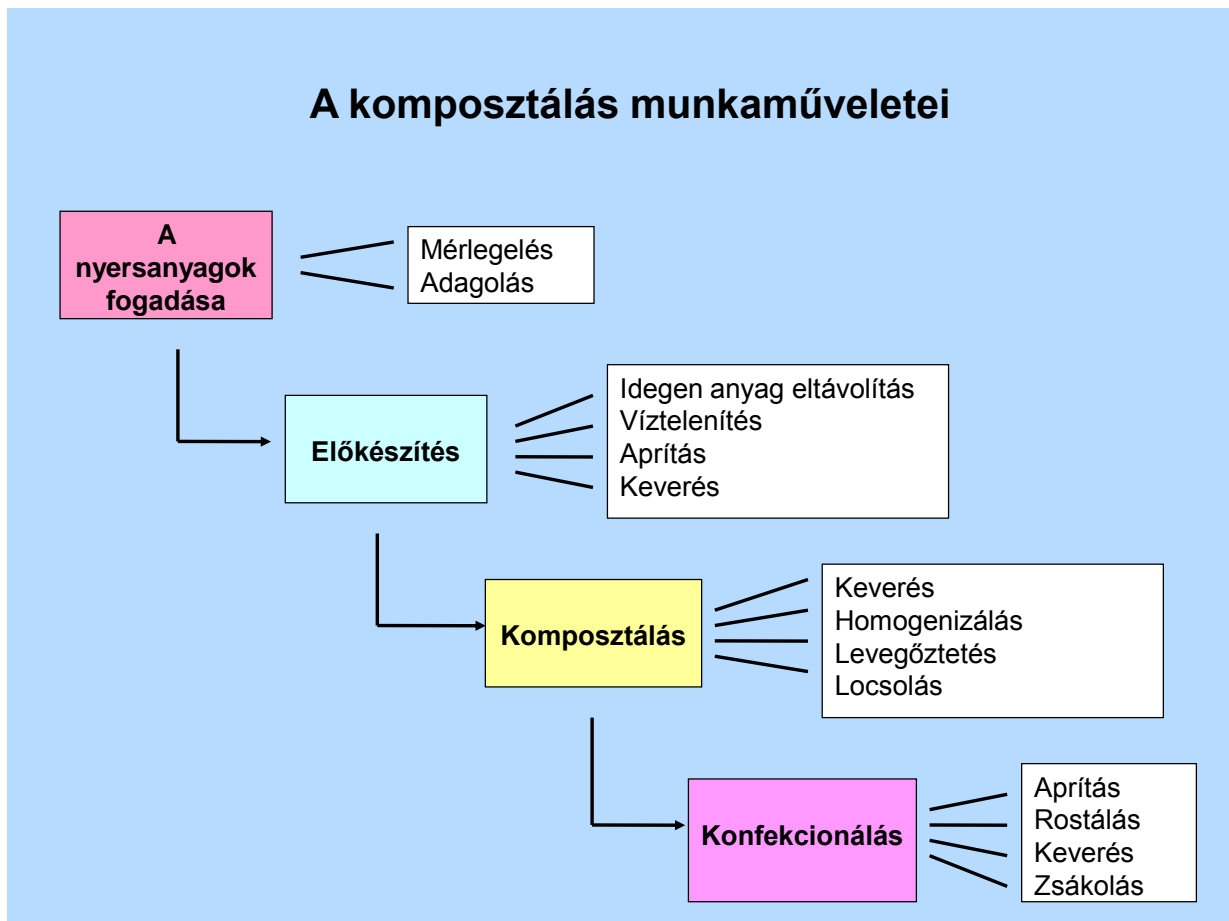 A komposztálás munkaműveletei
A
nyersanyagok
fogadása
Mérlegelés
Adagolás
Előkészítés
Idegen anyag eltávolítás
Víztelenítés
Aprítás
Keverés
Komposztálás
Keverés
Homogenizálás
Levegőztetés
Locsolás
Konfekcionálás
Aprítás
Rostálás
Keverés
Zsákolás